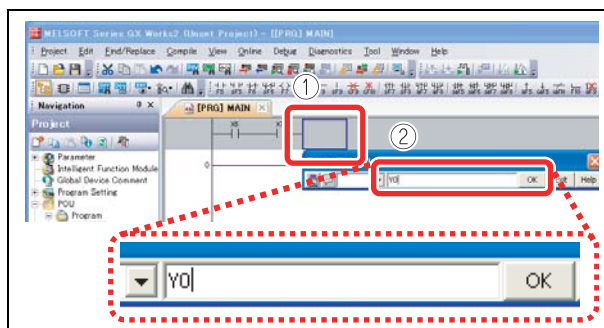 MELSOFT Series GX Works2 (Unset Project) - [[PRG] MAIN]
Project Edit Find/Replace Compile View Online Debug Diagnostics Tool Window Help
①
Navigation
[PRG] MAIN
Project
②
Parameter
Intelligent Function Module
Global Device Comment
Program Setting
POU
Program
0
Y0
OK
Help
Y0
OK